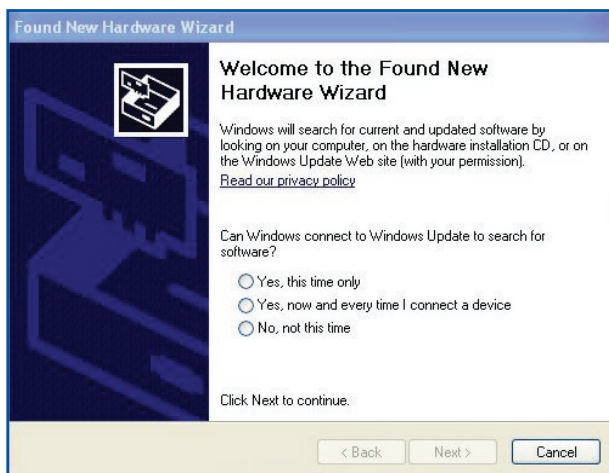 Found New Hardware Wizard
Welcome to the Found New
Hardware Wizard
Windows will search for current and updated software by
looking on your computer, on the hardware installation CD, or on
the Windows Update Web site (with your permission).
Read our privacy policy
Can Windows connect to Windows Update to search for
software?
Yes, this time only
Yes, now and every time I connect a device
No, not this time
Click Next to continue.
< Back Next > Cancel